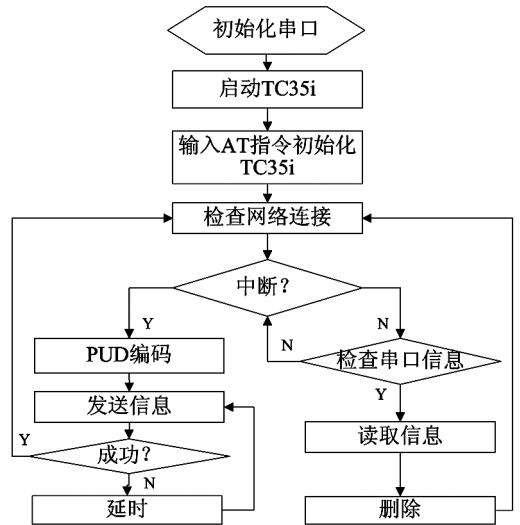 初始化串口
启动TC35i
输入AT指令初始化
TC35i
检查网络连接
中断?
Y
N
PUD编码
N
检查串口信息
发送信息
Y
Y
成功?
读取信息
N
延时
删除